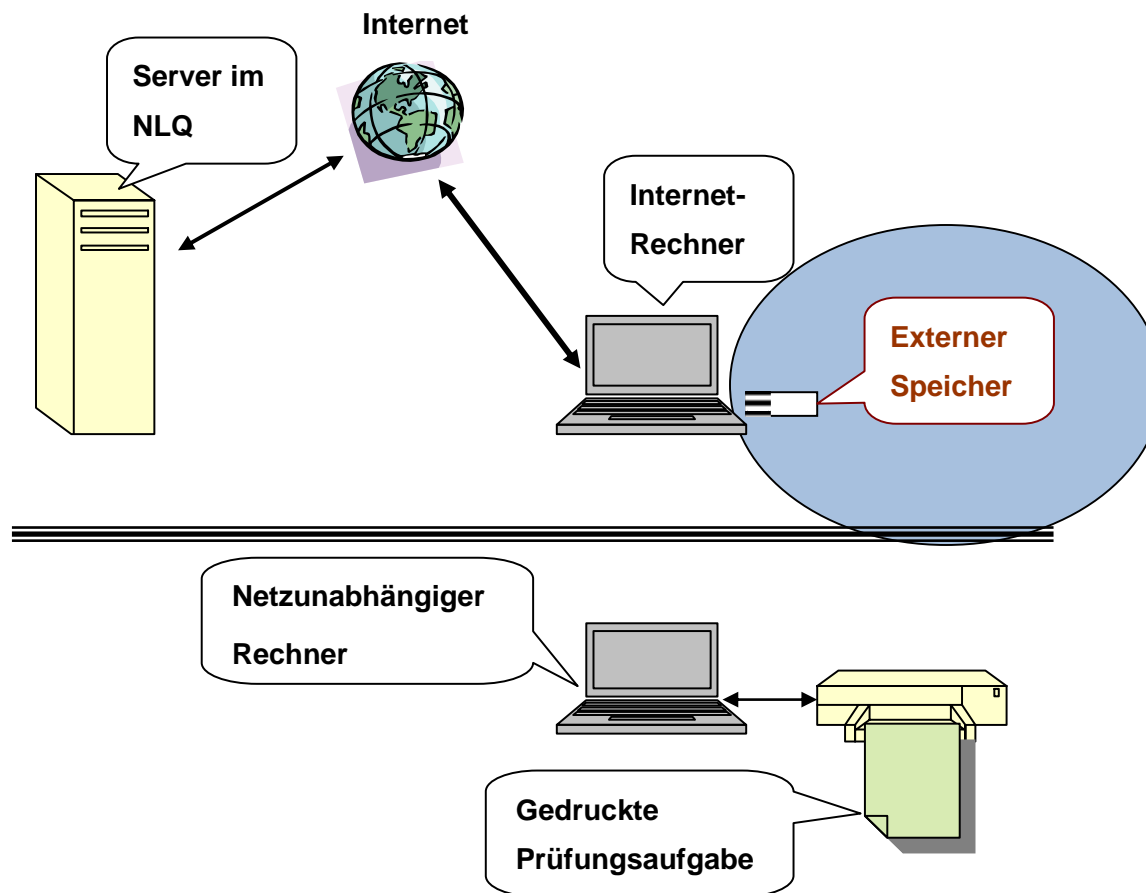 Internet
Server im
NLQ
Internet-
Rechner
Externer
Speicher
Netzunabhängiger
Rechner
Gedruckte
Prüfungsaufgabe